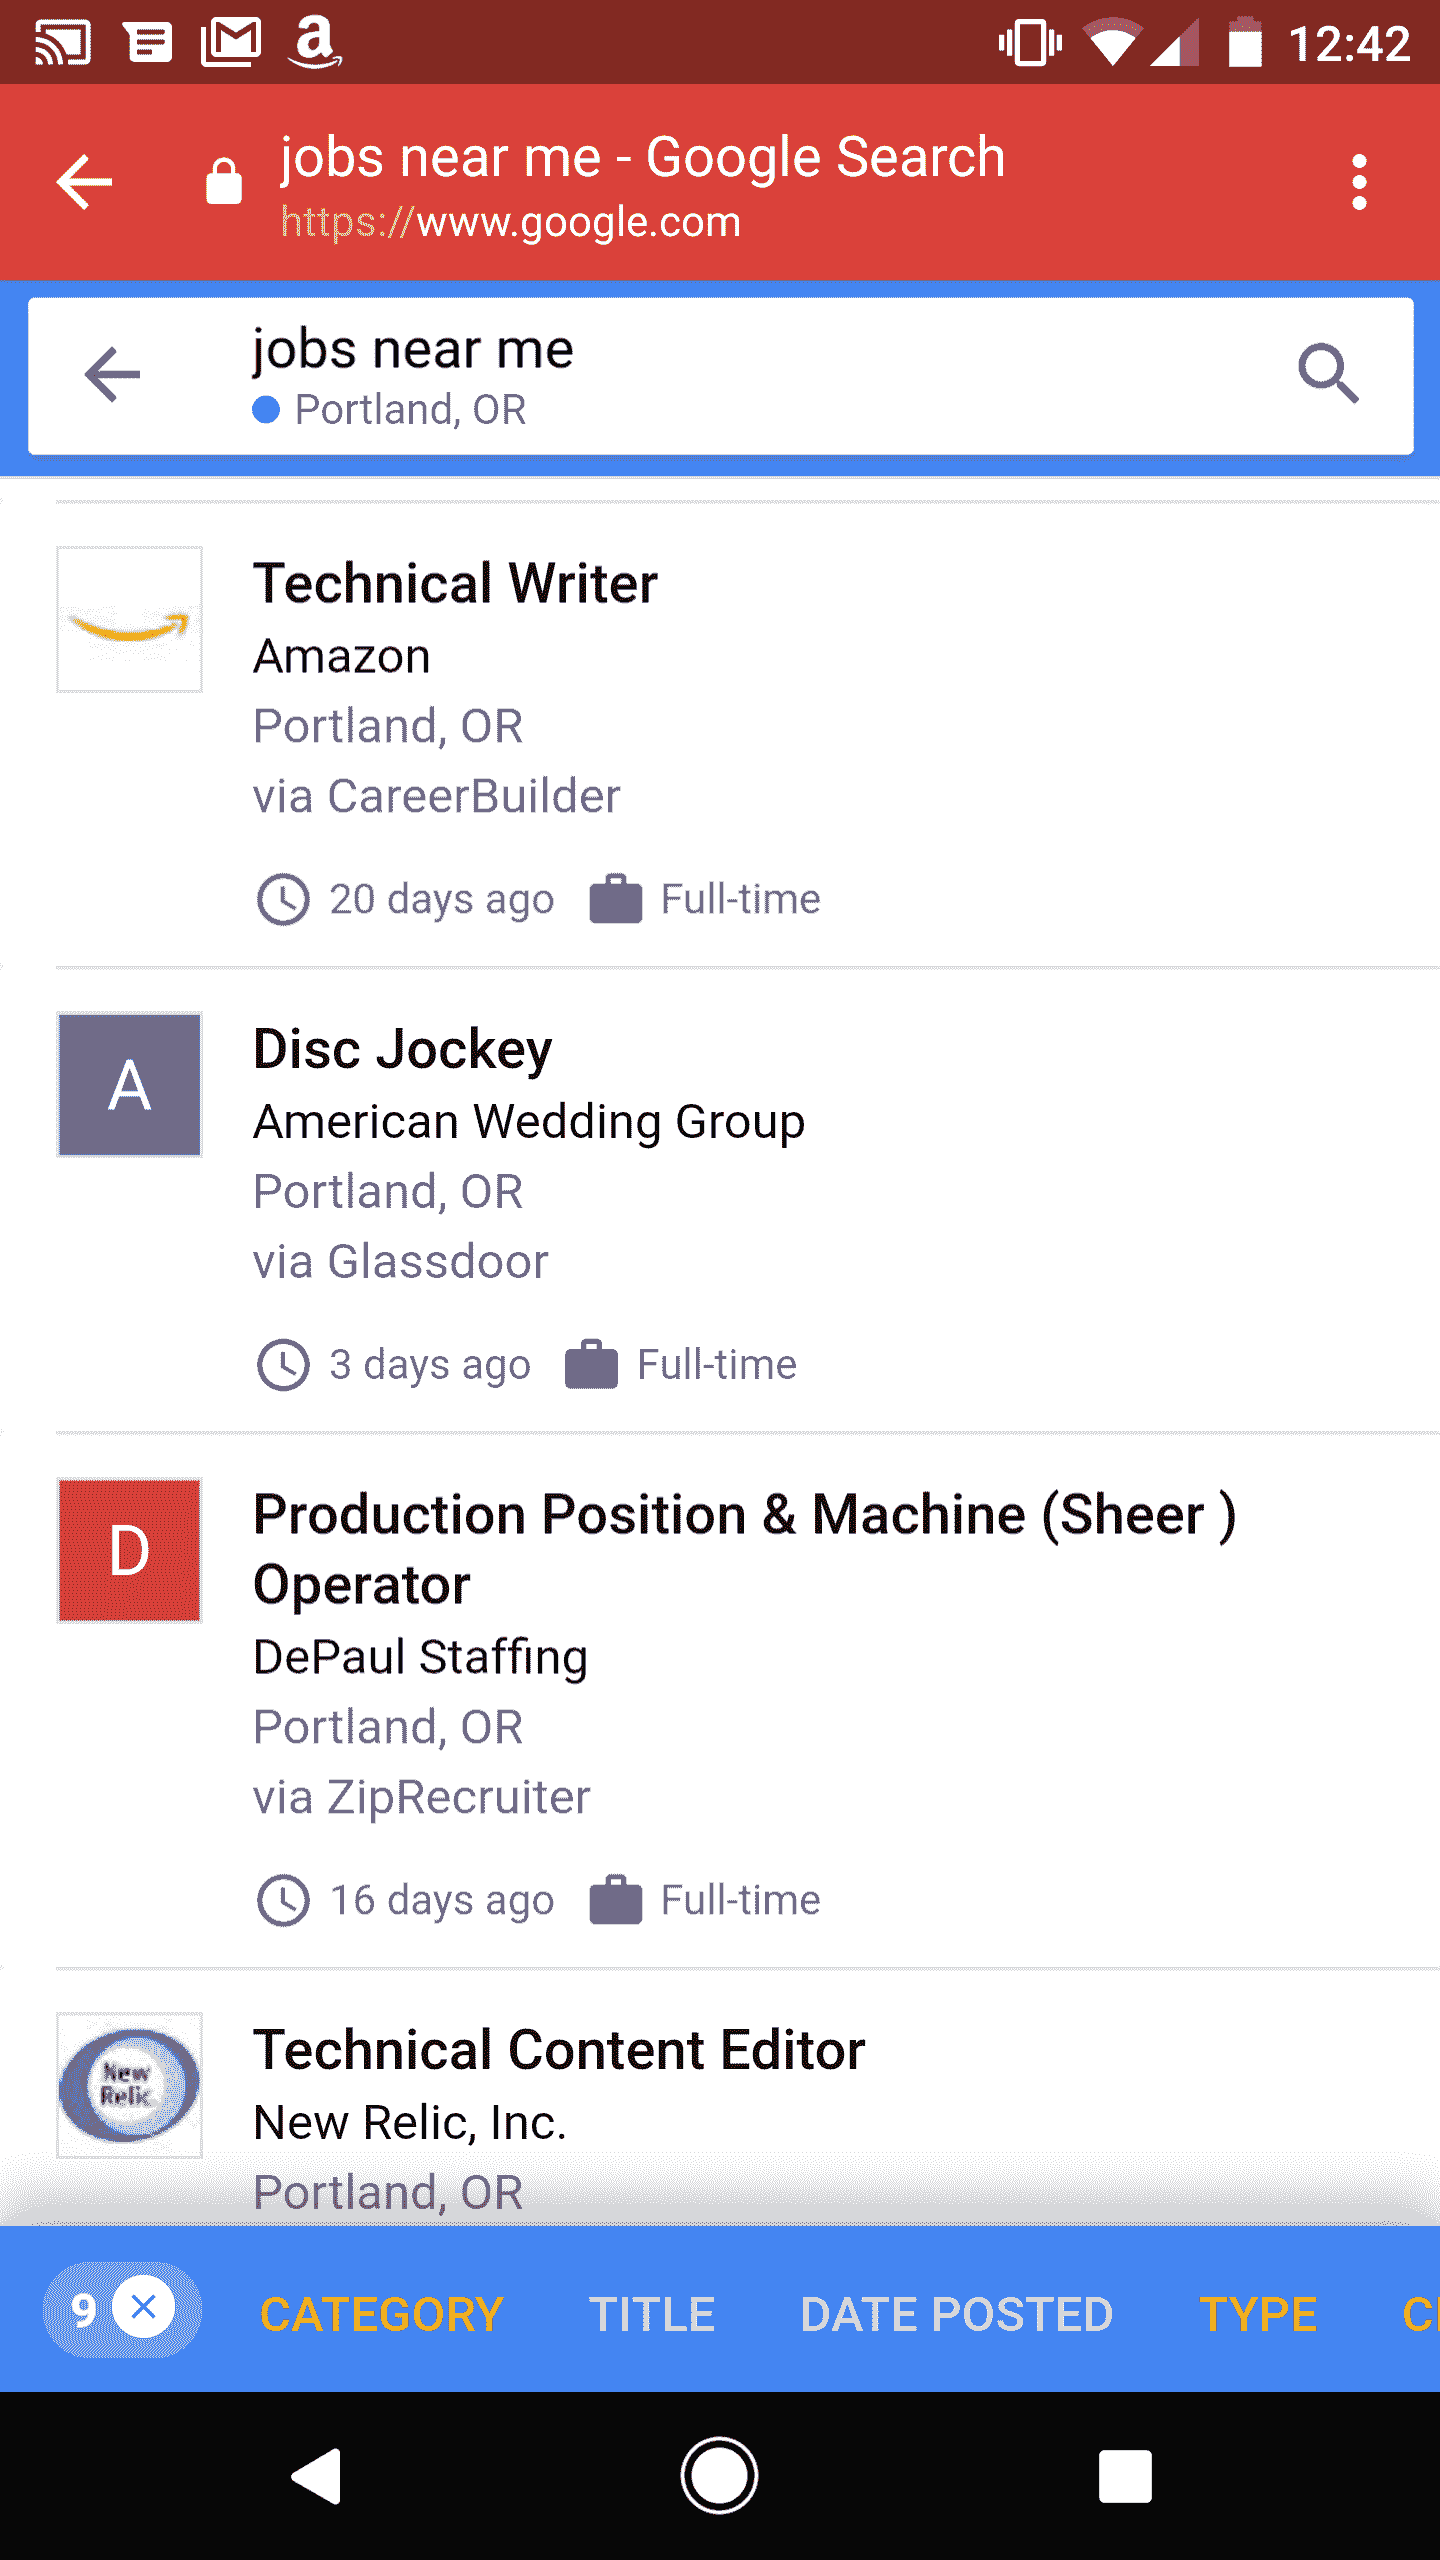 12:42
jobs near me - Google Search
https://www.google.com
jobs near me
Portland, OR
Technical Writer
Amazon
Portland, OR
via CareerBuilder
20 days ago Full-time
A
Disc Jockey
American Wedding Group
Portland, OR
via Glassdoor
3 days ago Full-time
D
Production Position & Machine (Sheer )
Operator
DePaul Staffing
Portland, OR
via ZipRecruiter
16 days ago Full-time
New
Relic
Technical Content Editor
New Relic, Inc.
Portland, OR
9 CATEGORY TITLE DATE POSTED TYPE